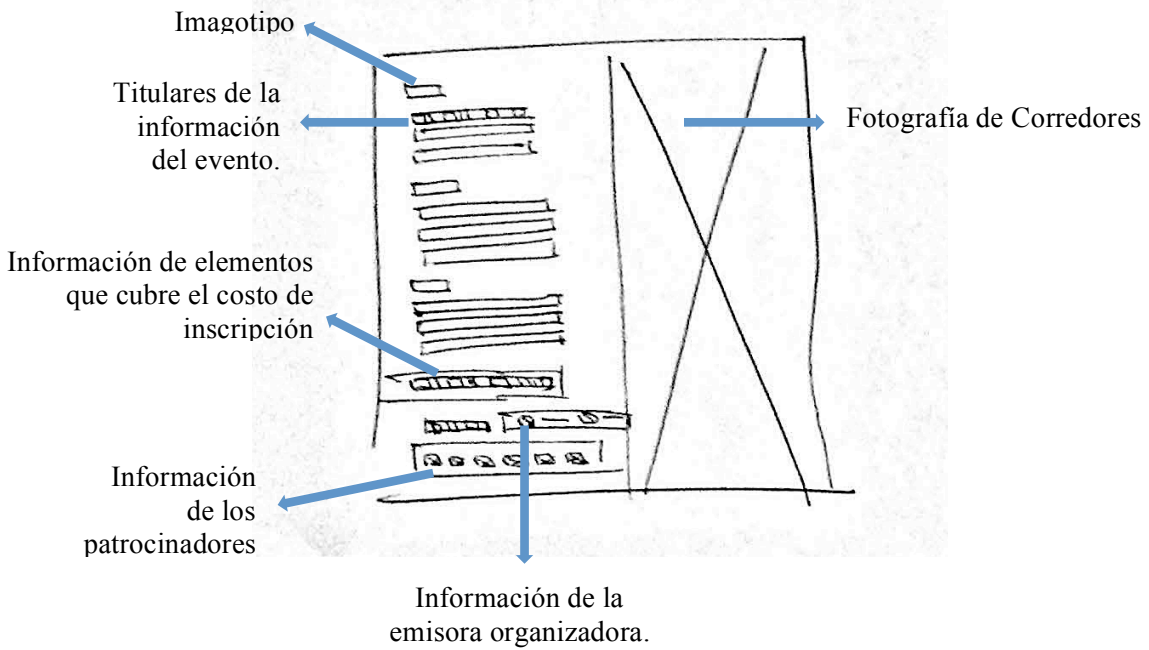 Imagotipo
Titulares de la
información
del evento.
Fotografía de Corredores
Información de elementos
que cubre el costo de
inscripción
Información
de los
patrocinadores
Información de la
emisora organizadora.